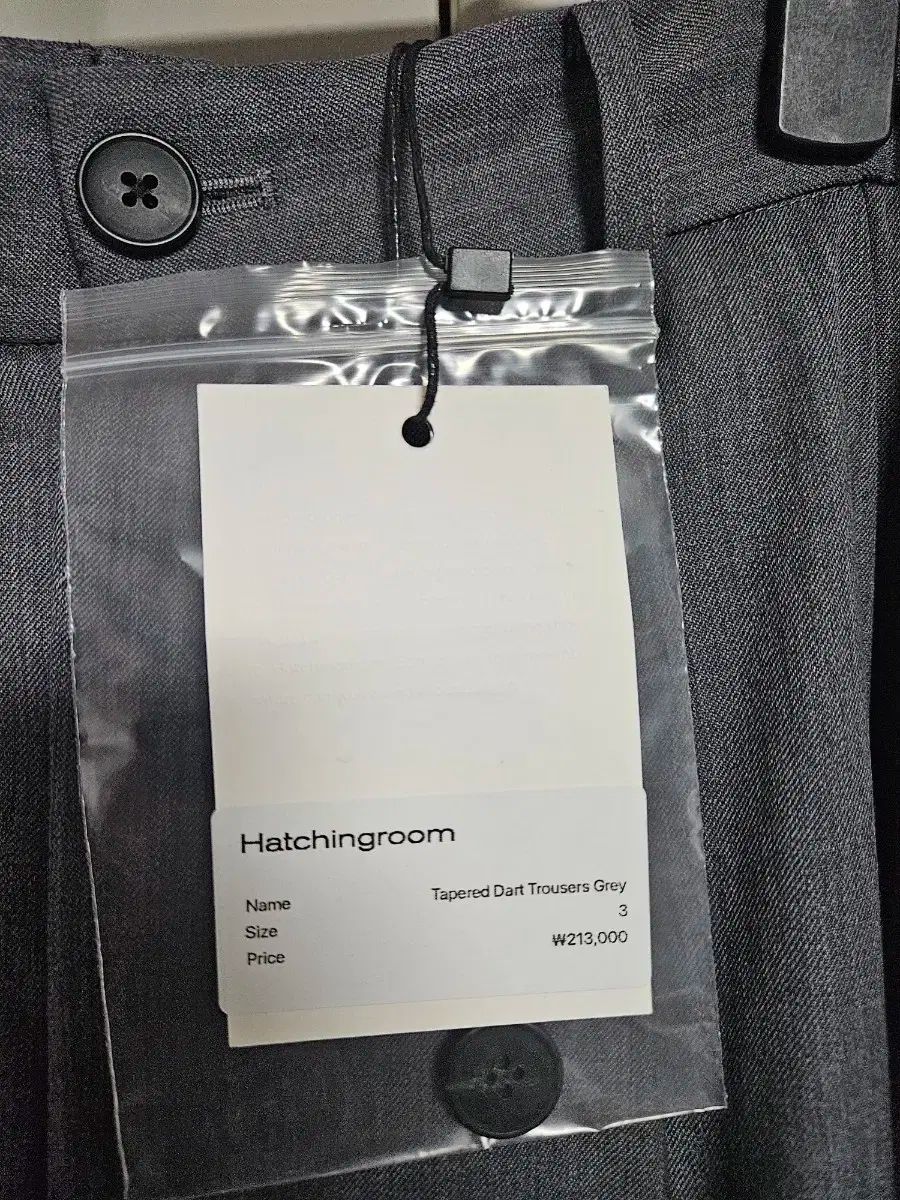 Hatchingroom
Name Tapered Dart Trousers Grey
Size 3
Price ₩213,000